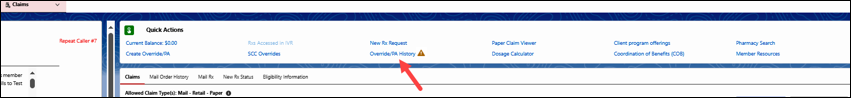 Claims
Quick Actions
Repeat Caller #7
Current Balance: $0.00
Rxz Accessed in IVR
New Rx Request
Paper Claim Viewer
Client program offerings
Pharmacy Search
Create Override/PA
SCC Overrides
Override/PA History
Dosage Calculator
Coordination of Benefits (COB)
Member Resources
s member
lls to Test
Claims
Mail Order History
Mail Rx
New Rx Status
Eligibility Information
Allowed Claim Type(s): Mail - Retail - Paper